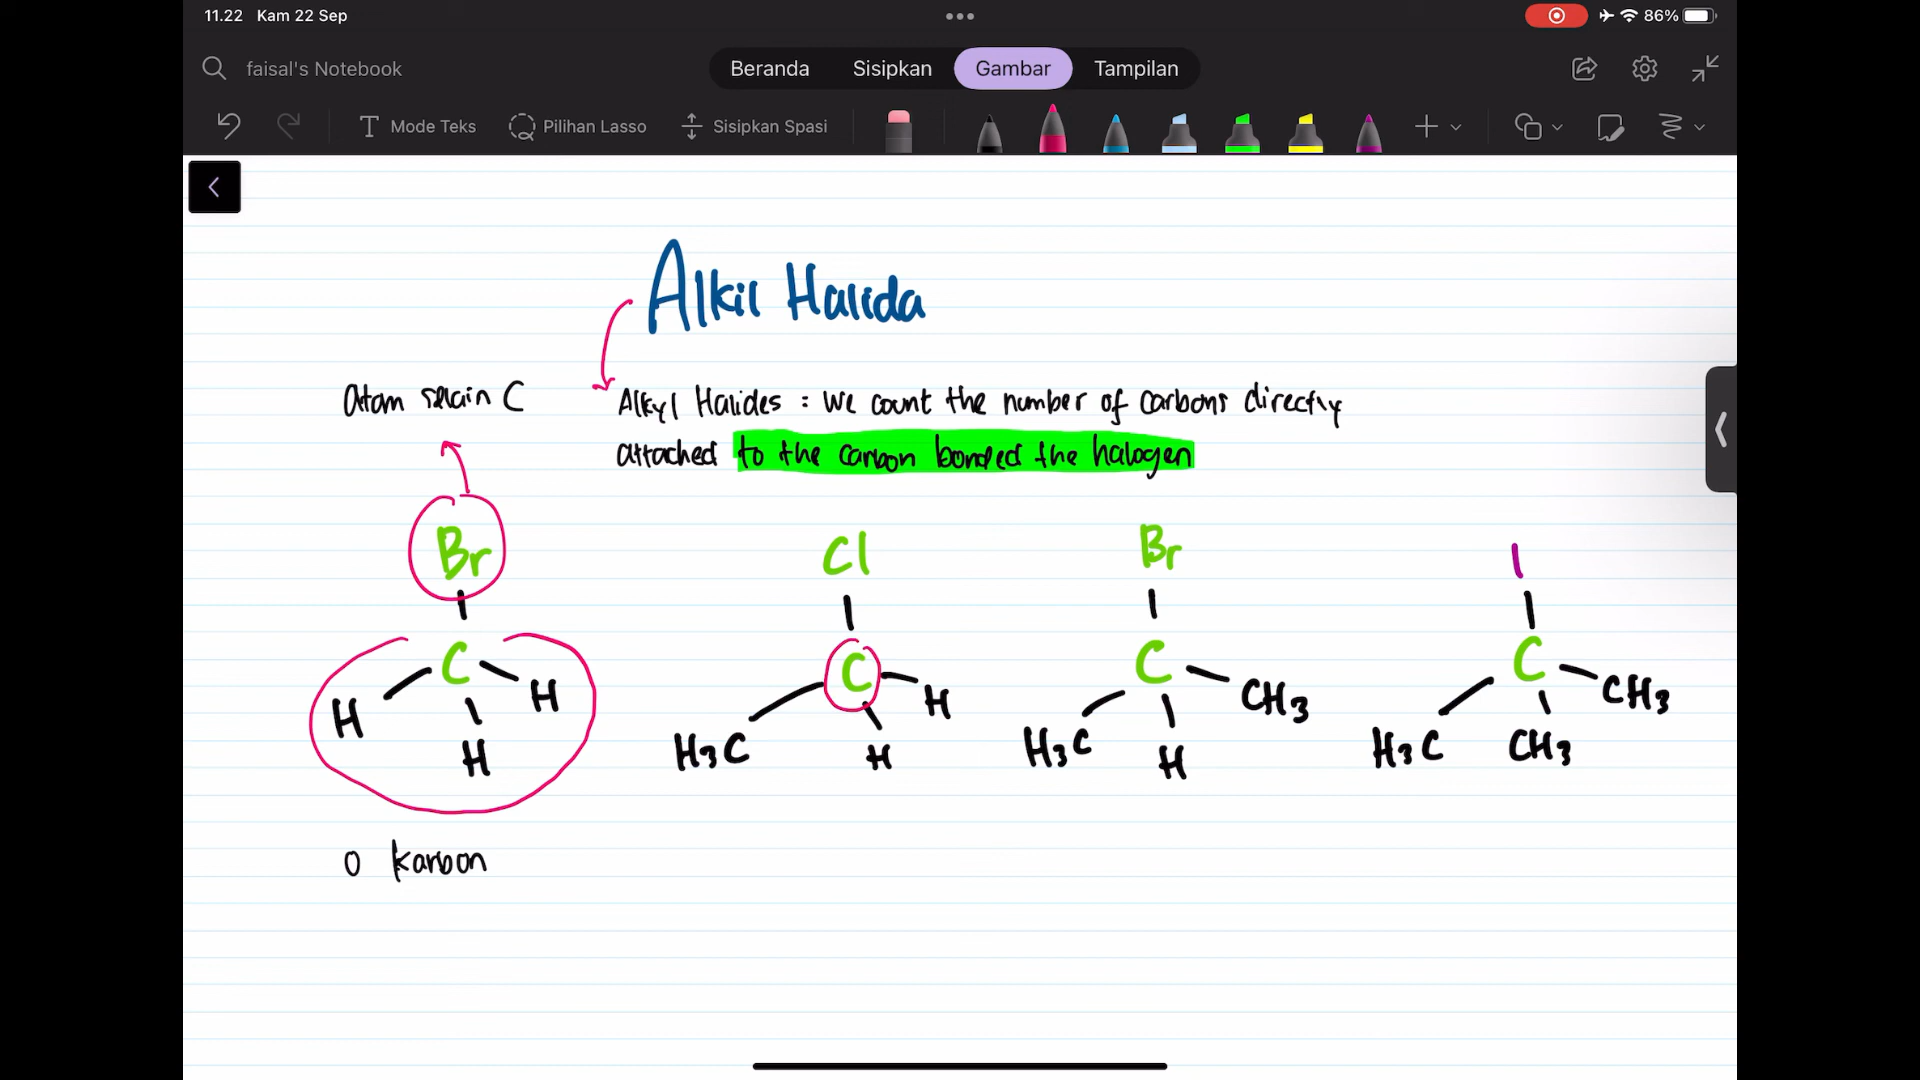 11.22 Kam 22 Sep
86%
faisal's Notebook
Beranda Sisipkan Gambar Tampilan
Mode Teks Pilihan Lasso Sisipkan Spasi
Alkil Halida
Atom selain C
Alkyl Halides : We count the number of carbons directly
attached to the carbon bonded the halogen
Br Cl Br I
C C C C
H H H
H3C H H
H3C H CH3
H3C CH3 CH3
0 karbon